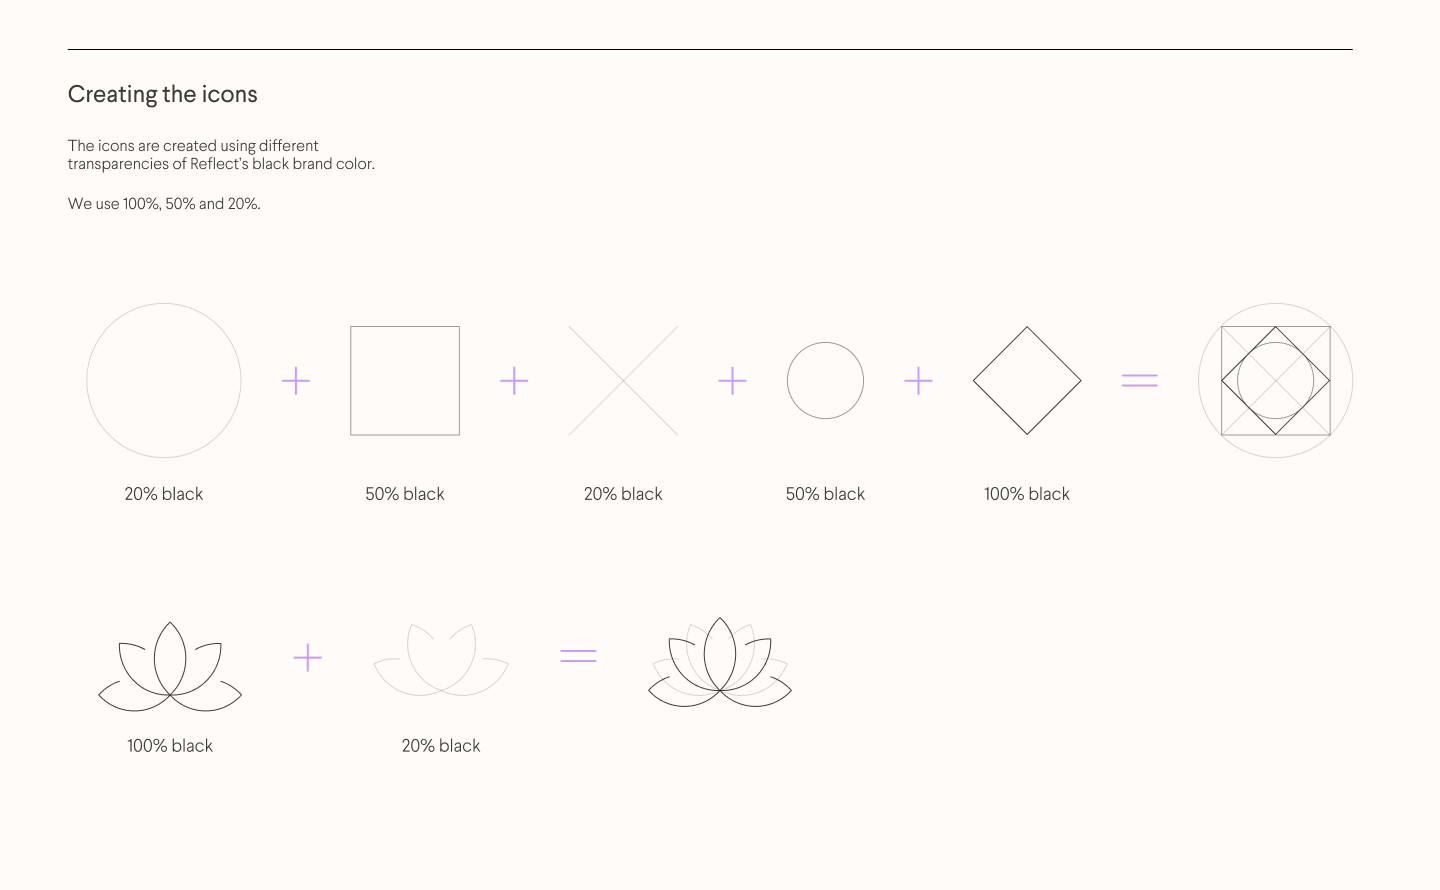 Creating the icons
The icons are created using different
transparencies of Reflect's black brand color.
We use 100%, 50% and 20%.
20% black
50% black
20% black
50% black
100% black
100% black
20% black